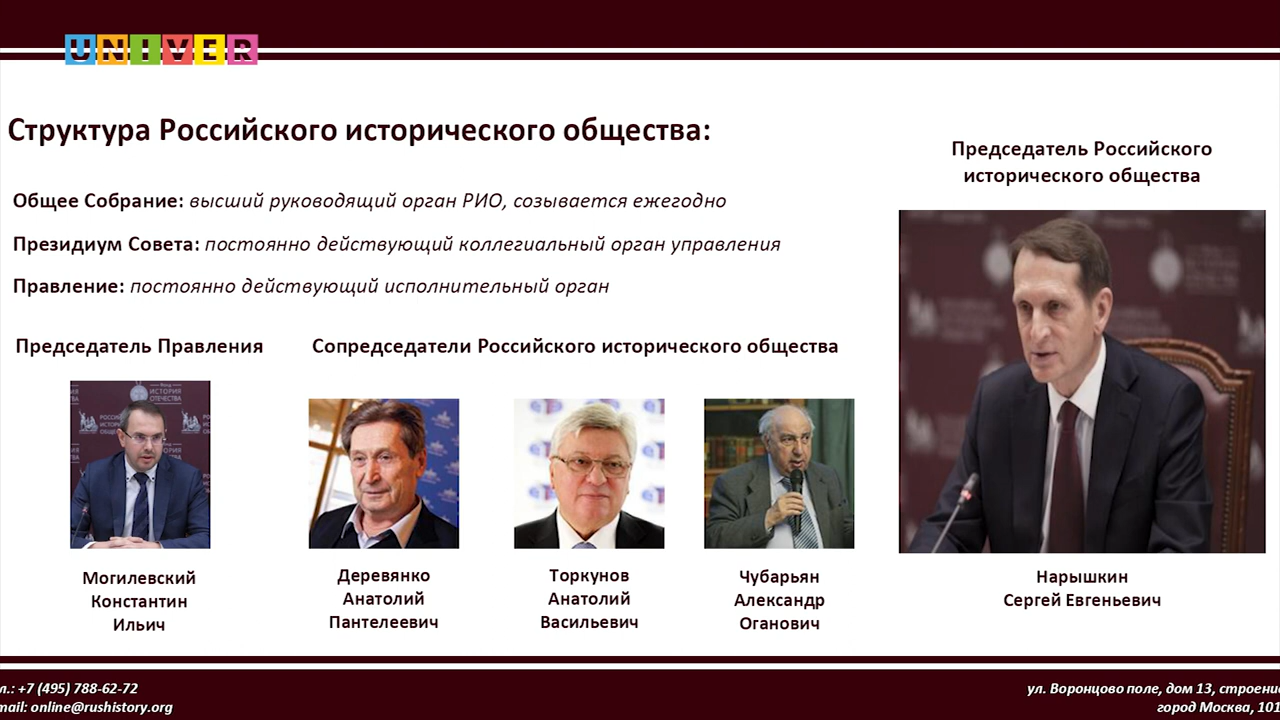 UNIVER
Структура Российского исторического общества:
Общее Собрание: высший руководящий орган РИО, созывается ежегодно
Президиум Совета: постоянно действующий коллегиальный орган управления
Правление: постоянно действующий исполнительный орган
Председатель Правления
Сопредседатели Российского исторического общества
Председатель Российского
исторического общества
ИСТОРИЯ
ОТЕЧЕСТВА
Могилевский
Константин
Ильич
Деревянко
Анатолий
Пантелеевич
Торкунов
Анатолий
Васильевич
Чубарьян
Александр
Оганович
Нарышкин
Сергей Евгеньевич
л.: +7 (495) 788-62-72
mail: online@rushistory.org
ул. Воронцово поле, дом 13, строение
город Москва, 101